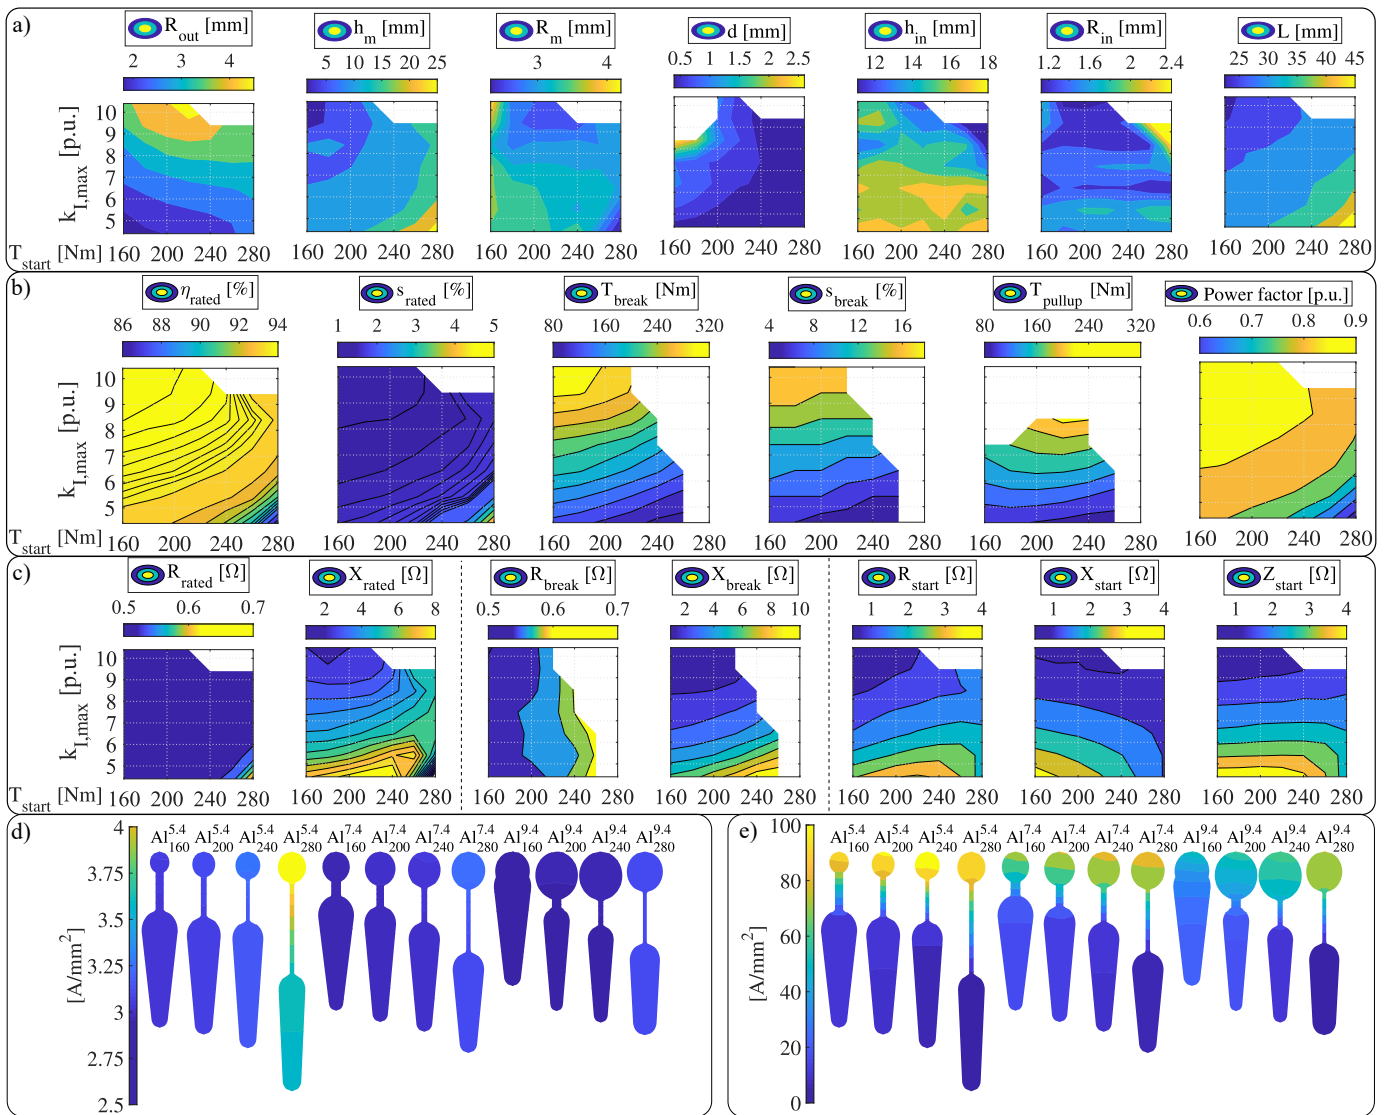 a)
R_out [mm] h_m [mm] R_m [mm] d [mm] h_in [mm] R_in [mm] L [mm]
2 3 4 5 10 15 20 25 3 4 0.5 1 1.5 2 2.5 12 14 16 18 1.2 1.6 2 2.4 25 30 35 40 45
k_I,max [p.u.]
10
9
8
7
6
5
T_start [Nm] 160 200 240 280 160 200 240 280 160 200 240 280 160 200 240 280 160 200 240 280 160 200 240 280 160 200 240 280
b)
η_rated [%] s_rated [%] T_break [Nm] s_break [%] T_pullup [Nm] Power factor [p.u.]
86 88 90 92 94 1 2 3 4 5 80 160 240 320 4 8 12 16 80 160 240 320 0.6 0.7 0.8 0.9
k_I,max [p.u.]
10
9
8
7
6
5
T_start [Nm] 160 200 240 280 160 200 240 280 160 200 240 280 160 200 240 280 160 200 240 280 160 200 240 280
c)
R_rated [Ω] X_rated [Ω] R_break [Ω] X_break [Ω] R_start [Ω] X_start [Ω] Z_start [Ω]
0.5 0.6 0.7 2 4 6 8 0.5 0.6 0.7 2 4 6 8 10 1 2 3 4 1 2 3 4 1 2 3 4
k_I,max [p.u.]
10
9
8
7
6
5
T_start [Nm] 160 200 240 280 160 200 240 280 160 200 240 280 160 200 240 280 160 200 240 280 160 200 240 280 160 200 240 280
d)
Al^5.4_160 Al^5.4_200 Al^5.4_240 Al^5.4_280 Al^7.4_160 Al^7.4_200 Al^7.4_240 Al^7.4_280 Al^9.4_160 Al^9.4_200 Al^9.4_240 Al^9.4_280
[A/mm²]
4
3.75
3.5
3.25
3
2.75
2.5
e)
Al^5.4_160 Al^5.4_200 Al^5.4_240 Al^5.4_280 Al^7.4_160 Al^7.4_200 Al^7.4_240 Al^7.4_280 Al^9.4_160 Al^9.4_200 Al^9.4_240 Al^9.4_280
[A/mm²]
100
80
60
40
20
0